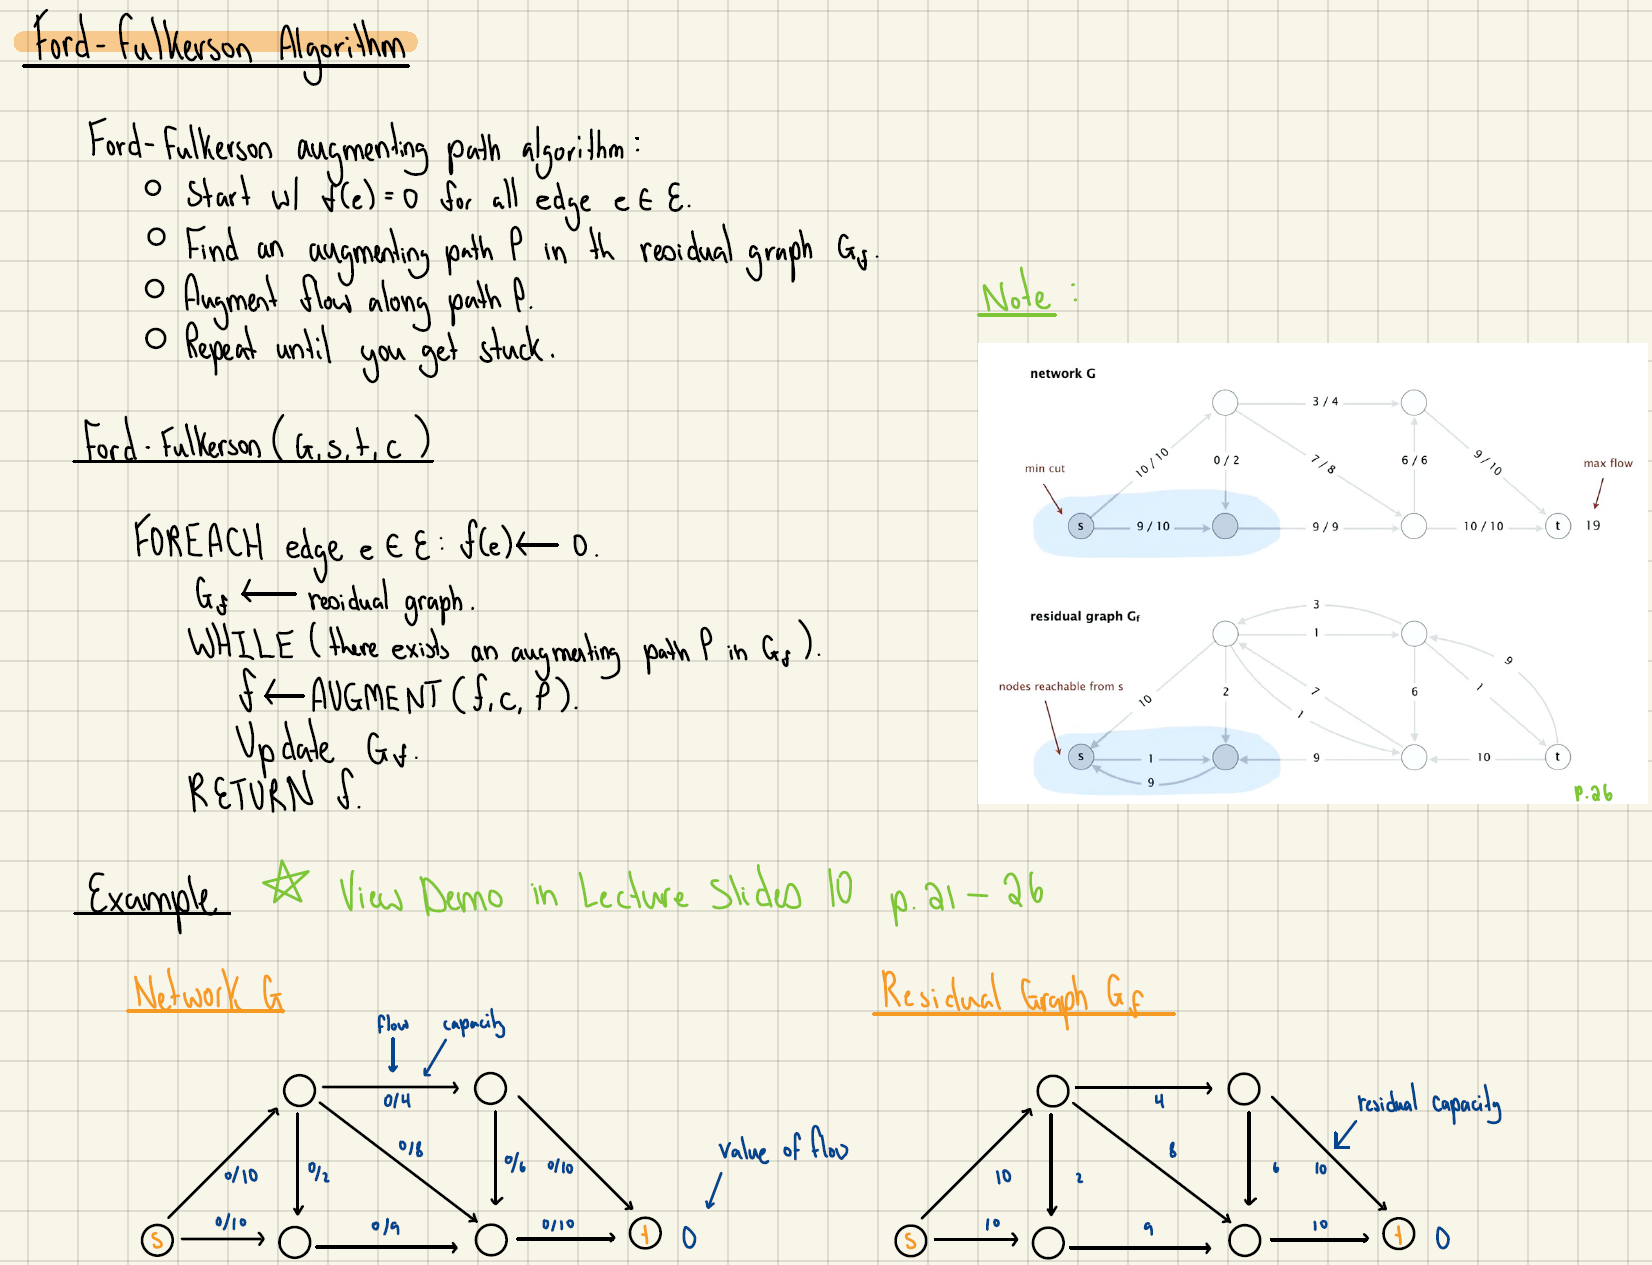 Ford-Fulkerson Algorithm
Ford-Fulkerson augmenting path algorithm:
Start w/ f(e) = 0 for all edge e ∈ E.
Find an augmenting path P in th residual graph Gf.
Augment flow along path P.
Repeat until you get stuck.
Ford-Fulkerson (G, s, t, c)
FOREACH edge e ∈ E: f(e) ← 0.
Gf ← residual graph.
WHILE (there exists an augmenting path P in Gf).
f ← AUGMENT (f, c, P).
Update Gf.
RETURN f.
Note:
network G
3 / 4
10 / 10
0 / 2
7 / 8
6 / 6
9 / 10
min cut
max flow
s
9 / 10
9 / 9
10 / 10
t
19
residual graph Gf
3
1
9
nodes reachable from s
10
2
7
1
6
1
s
1
9
10
t
9
p.26
Example ☆ View Demo in Lecture Slides 10 p.21 - 26
Network G
flow
capacity
0/4
0/10
0/2
0/8
0/6
0/10
value of flow
s
0/10
0/9
0/10
t
0
Residual Graph Gf
4
residual capacity
10
2
8
6
10
s
10
9
10
t
0